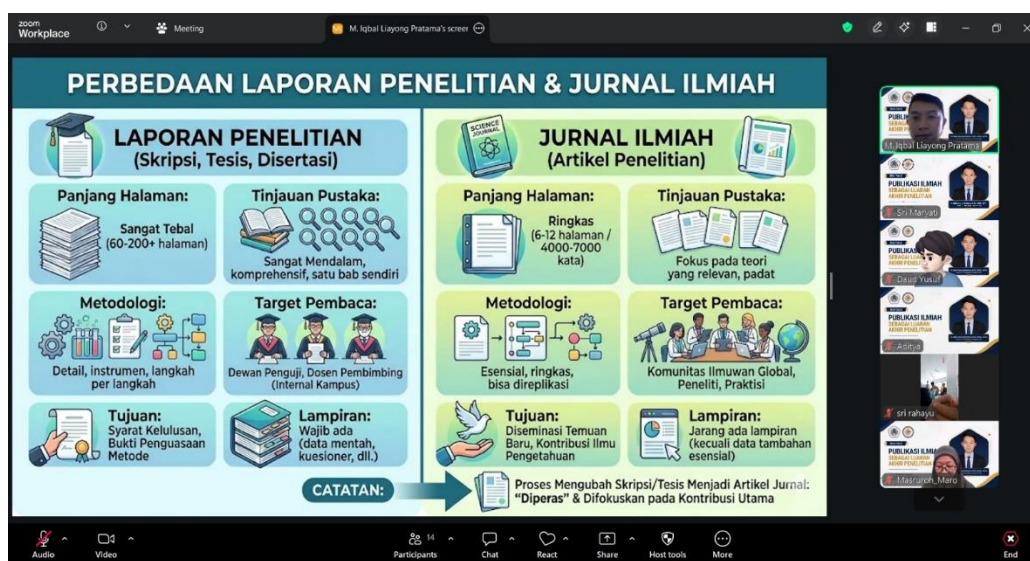 zoom
Workplace
Meeting
M. Iqbal Liayong Pratama's screen
PERBEDAAN LAPORAN PENELITIAN & JURNAL ILMIAH
LAPORAN PENELITIAN
(Skripsi, Tesis, Disertasi)
Panjang Halaman:
Sangat Tebal
(60-200+ halaman)
Tinjauan Pustaka:
Sangat Mendalam,
komprehensif, satu bab sendiri
Metodologi:
Detail, instrumen, langkah
per langkah
Target Pembaca:
Dewan Penguji, Dosen Pembimbing
(Internal Kampus)
Tujuan:
Syarat Kelulusan,
Bukti Penguasaan
Metode
Lampiran:
Wajib ada
(data mentah,
kuesioner, dll.)
SCIENCE
JOURNAL
JURNAL ILMIAH
(Artikel Penelitian)
Panjang Halaman:
Ringkas
(6-12 halaman /
4000-7000
kata)
Tinjauan Pustaka:
Fokus pada teori
yang relevan, padat
Metodologi:
Esensial, ringkas,
bisa direplikasi
Target Pembaca:
Komunitas Ilmuwan Global,
Peneliti, Praktisi
Tujuan:
Diseminasi Temuan
Baru, Kontribusi Ilmu
Pengetahuan
Lampiran:
Jarang ada lampiran
(kecuali data tambahan
esensial)
CATATAN:
Proses Mengubah Skripsi/Tesis Menjadi Artikel Jurnal:
"Diperas" & Difokuskan pada Kontribusi Utama
M. Iqbal Liayong Pratama
PUBLIKASI ILMIAH
SEBAGAI LUARAN
AKHIR PENELITIAN
Sri Maryati
Daud Yusuf
PUBLIKASI ILMIAH
SEBAGAI LUARAN
AKHIR PENELITIAN
Aditya
sri rahayu
Masruroh_Maro
Audio
Video
14
Participants
Chat
React
Share
Host tools
More
End